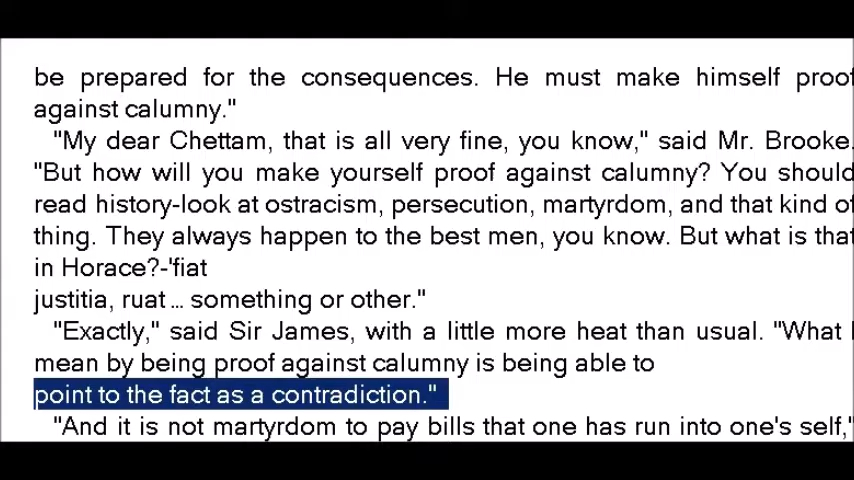 be prepared for the consequences. He must make himself proof
against calumny."
"My dear Chettam, that is all very fine, you know," said Mr. Brooke.
"But how will you make yourself proof against calumny? You should
read history-look at ostracism, persecution, martyrdom, and that kind of
thing. They always happen to the best men, you know. But what is that
in Horace?-'fiat
justitia, ruat ... something or other."
"Exactly," said Sir James, with a little more heat than usual. "What I
mean by being proof against calumny is being able to
point to the fact as a contradiction."
"And it is not martyrdom to pay bills that one has run into one's self,"